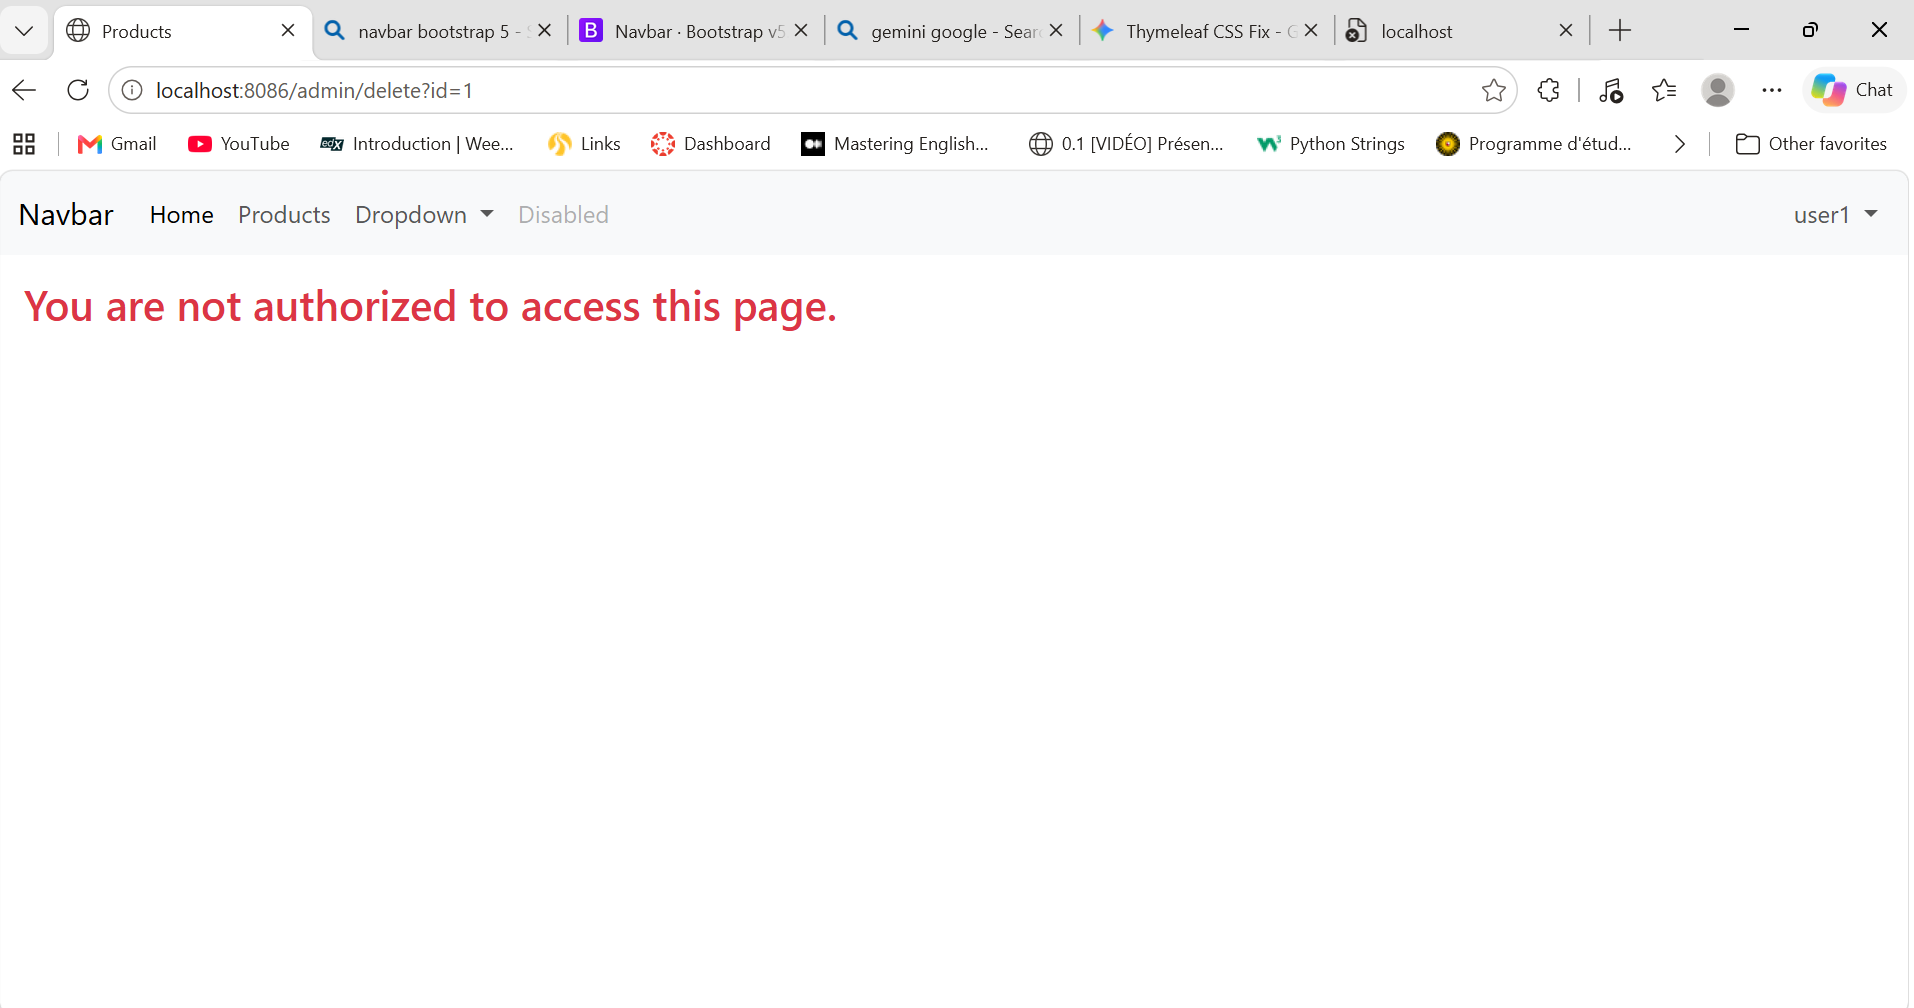 Products
navbar bootstrap 5 -
Navbar · Bootstrap v5
gemini google - Sear
Thymeleaf CSS Fix - G
localhost
localhost:8086/admin/delete?id=1
Chat
Gmail
YouTube
edX
Introduction | Wee...
Links
Dashboard
Mastering English...
0.1 [VIDÉO] Présen...
Python Strings
Programme d'étud...
Other favorites
Navbar
Home
Products
Dropdown
Disabled
user1
You are not authorized to access this page.